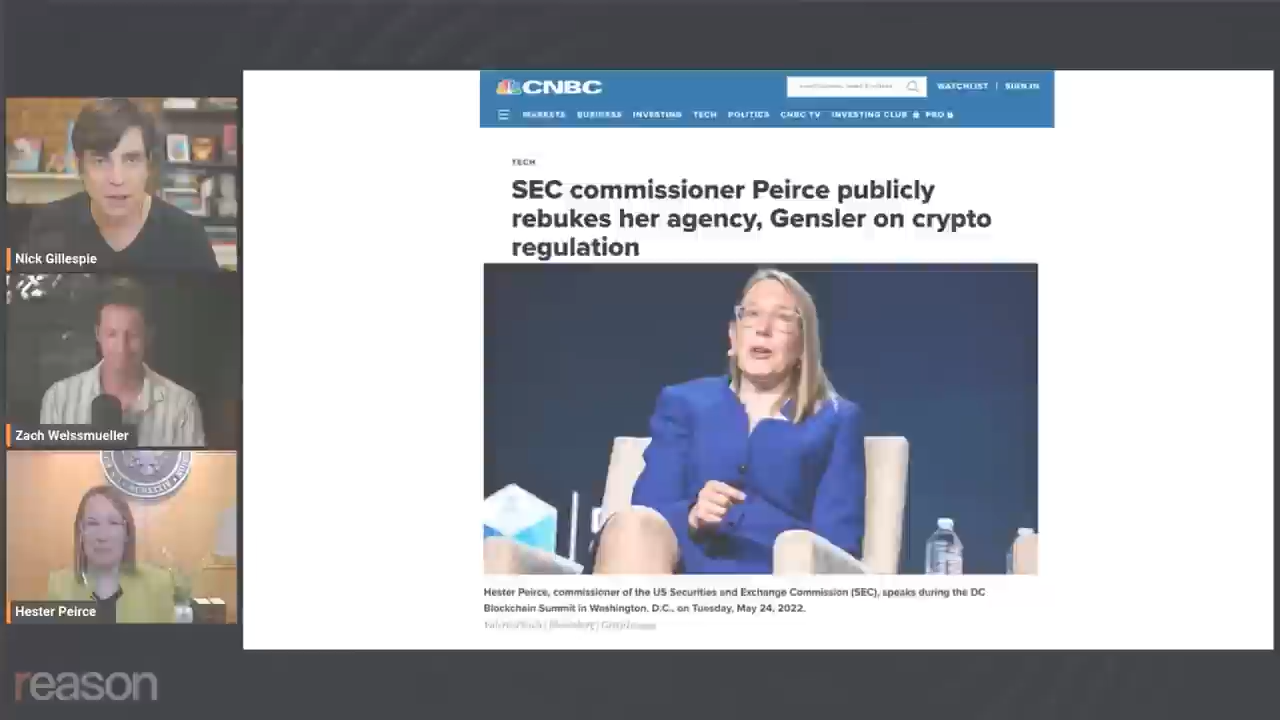 Nick Gillespie
Zach Weissmueller
Hester Peirce
reason
CNBC
WATCHLIST | SIGN IN
MARKETS BUSINESS INVESTING TECH POLITICS CNBC TV INVESTING CLUB PRO
TECH
SEC commissioner Peirce publicly
rebukes her agency, Gensler on crypto
regulation
Hester Peirce, commissioner of the US Securities and Exchange Commission (SEC), speaks during the DC
Blockchain Summit in Washington, D.C., on Tuesday, May 24, 2022.